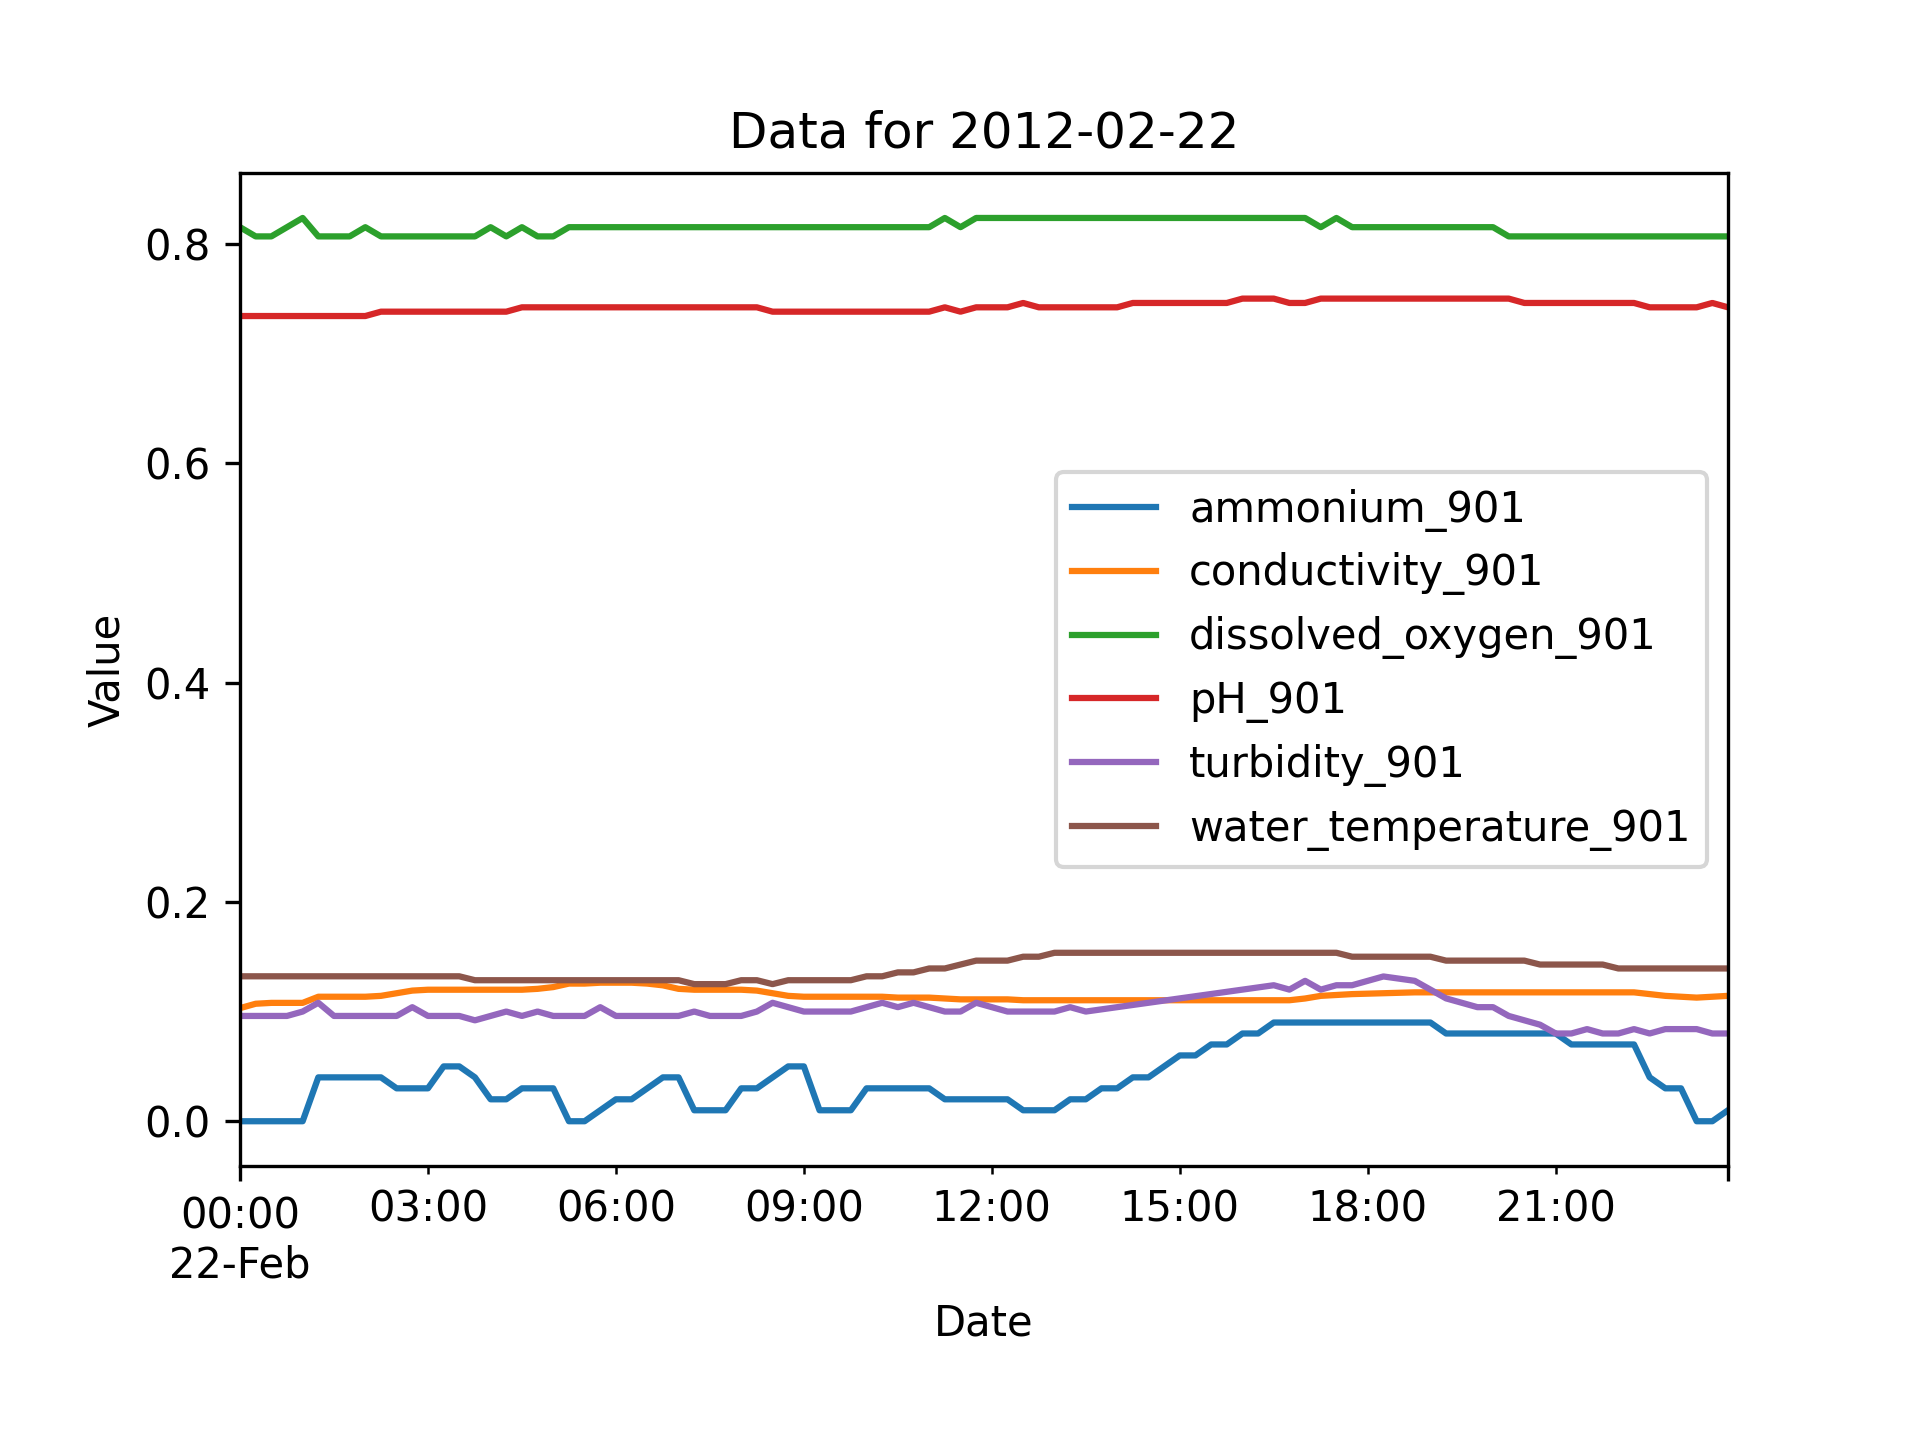 Data for 2012-02-22
Value
0.8
0.6
0.4
0.2
0.0
ammonium_901
conductivity_901
dissolved_oxygen_901
pH_901
turbidity_901
water_temperature_901
00:00 03:00 06:00 09:00 12:00 15:00 18:00 21:00
22-Feb
Date